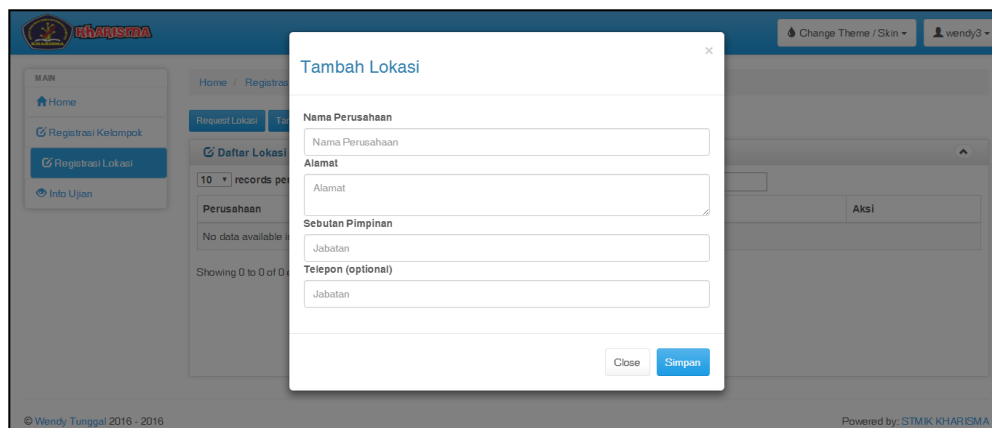 KHARISMA
Change Theme / Skin
wendy3
MAIN
Home
Registrasi Kelompok
Registrasi Lokasi
Info Ujian
Home / Registras
Request Lokasi
Daftar Lokasi
10 records per
Perusahaan
Aksi
No data available i
Showing 0 to 0 of 0
Tambah Lokasi
×
Nama Perusahaan
Nama Perusahaan
Alamat
Alamat
Sebutan Pimpinan
Jabatan
Telepon (optional)
Jabatan
Close
Simpan
© Wendy Tunggal 2016 - 2016
Powered by: STMIK KHARISMA